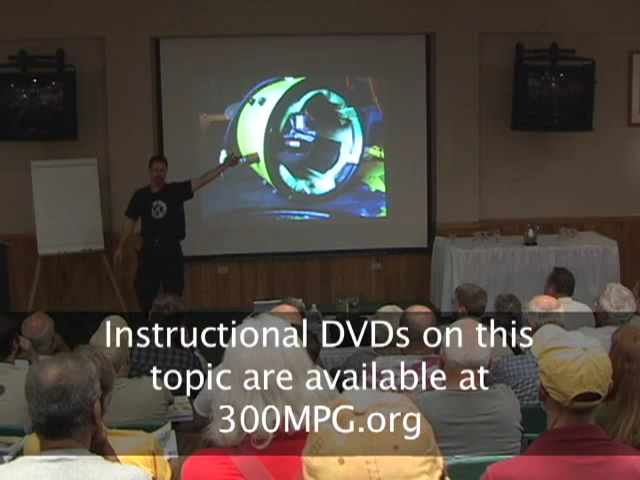 Instructional DVDs on this
topic are available at
300MPG.org